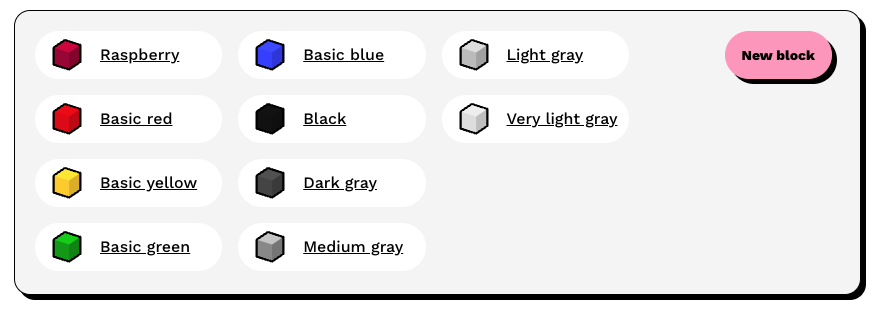 Raspberry
Basic red
Basic yellow
Basic green
Basic blue
Black
Dark gray
Medium gray
Light gray
Very light gray
New block